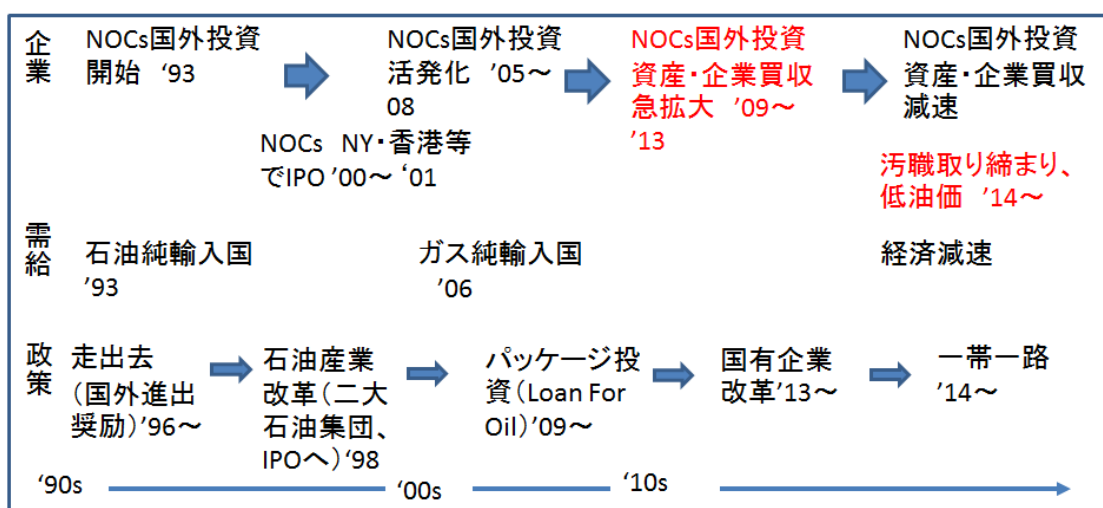 企
業
NOCs国外投資
開始 ‘93
NOCs国外投資
活発化 ’05～
08
NOCs国外投資
資産・企業買収
急拡大 ’09～
’13
NOCs国外投資
資産・企業買収
減速
NOCs NY・香港等
でIPO ’00～ ‘01
汚職取り締まり、
低油価 ’14～
需
給
石油純輸入国
’93
ガス純輸入国
’06
経済減速
政
策
走出去
（国外進出
奨励）’96～
石油産業
改革（二大
石油集団、
IPOへ）‘98
パッケージ投
資（Loan For
Oil）’09～
国有企業
改革’13～
一帯一路
’14～
‘90s
‘00s
‘10s